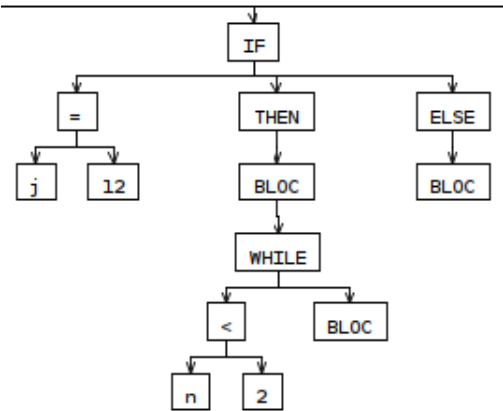 IF
= THEN ELSE
j 12 BLOC BLOC
WHILE
< BLOC
n 2